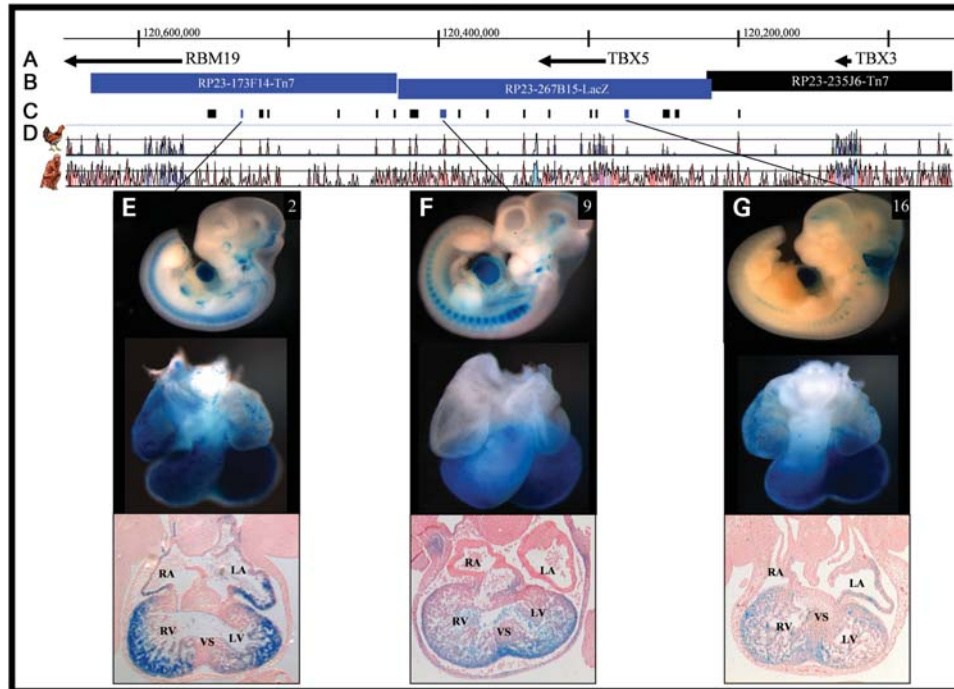 120,600,000 120,400,000 120,200,000
A RBM19 TBX5 TBX3
B RP23-173F14-Tn7 RP23-267B15-LacZ RP23-235J6-Tn7
C
D
E 2 F 9 G 16
RA LA RA LA RA LA
RV VS LV RV VS LV RV VS LV